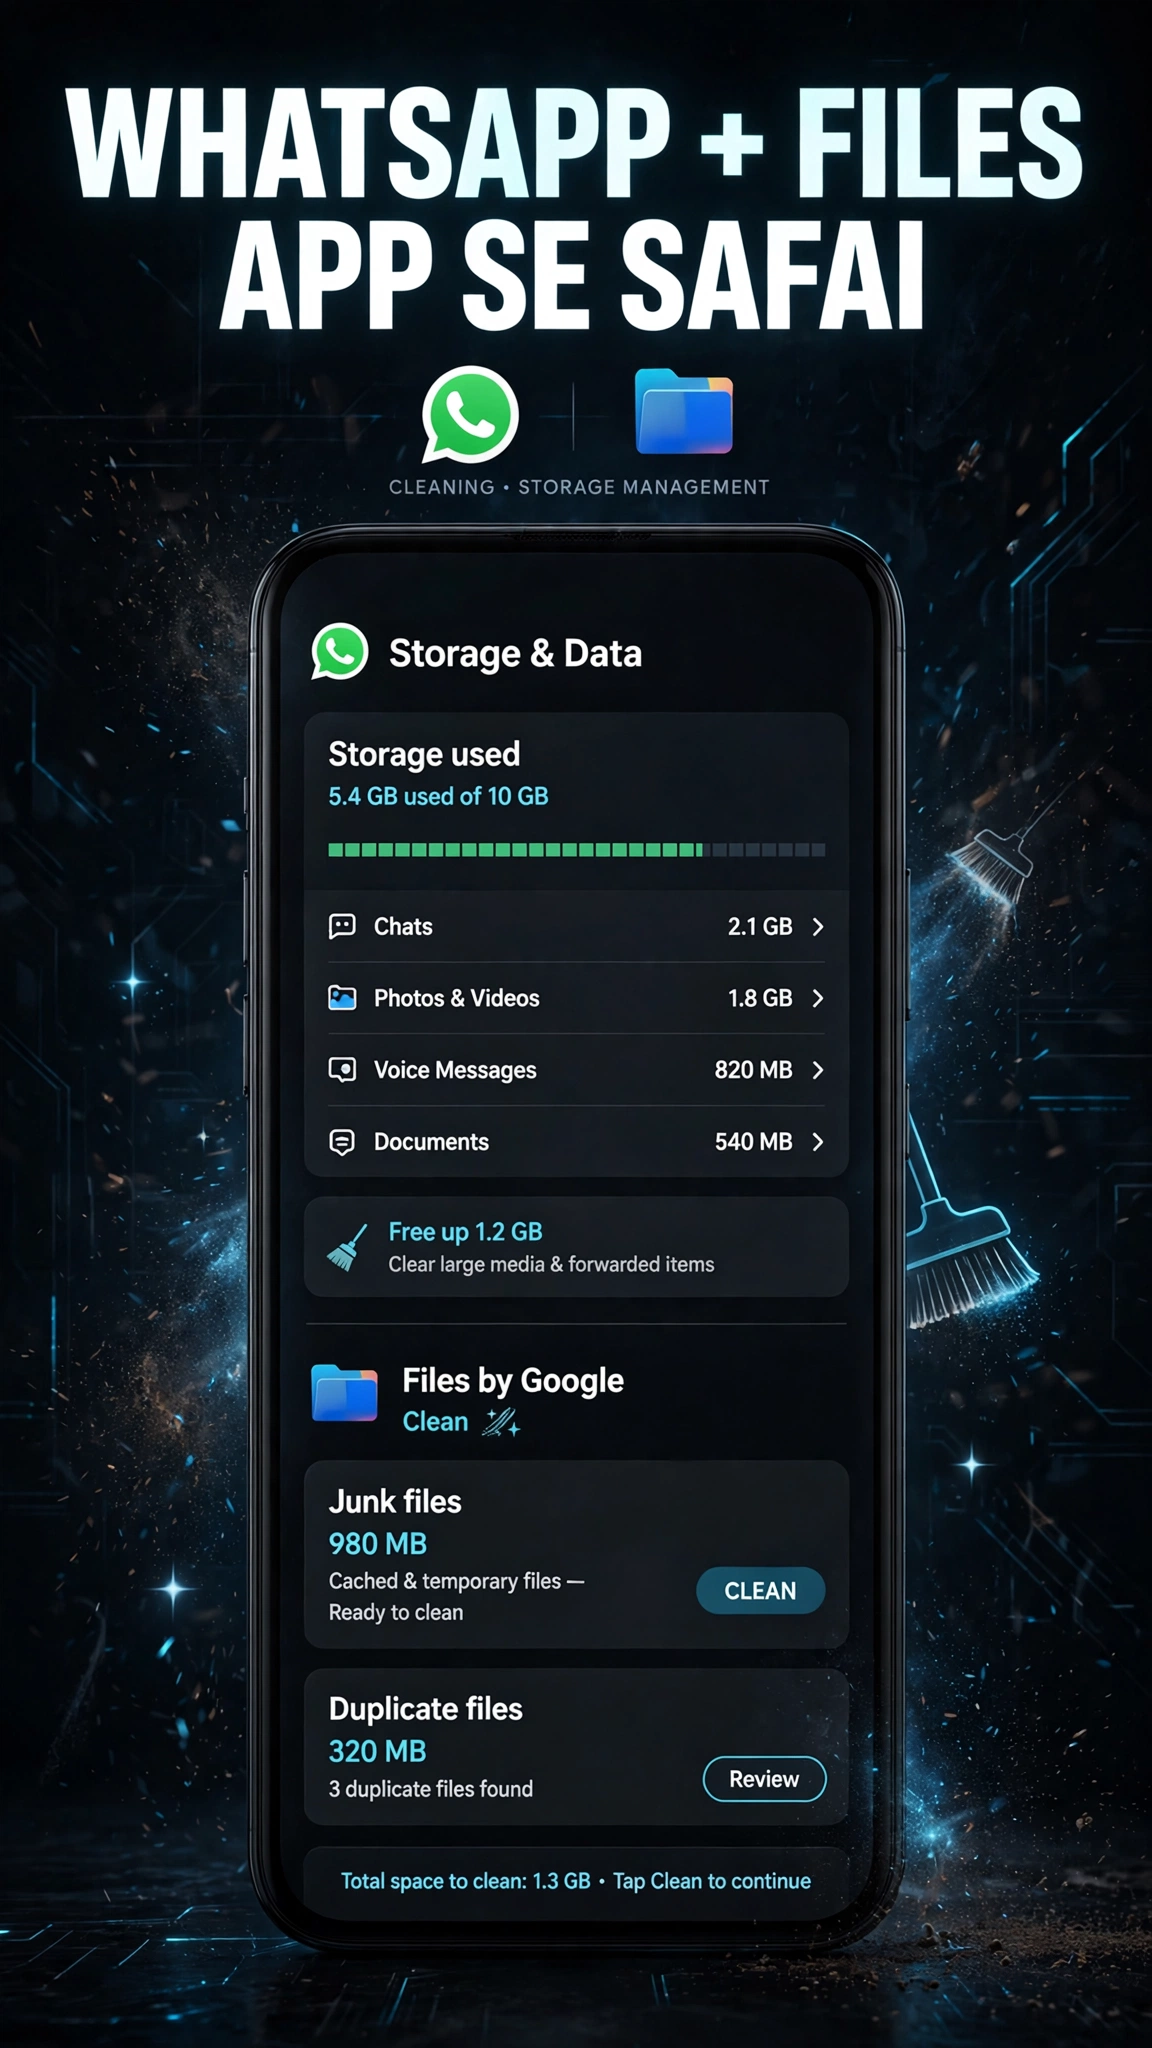 WHATSAPP + FILES
APP SE SAFAI
CLEANING • STORAGE MANAGEMENT
Storage & Data
Storage used
5.4 GB used of 10 GB
Chats 2.1 GB
Photos & Videos 1.8 GB
Voice Messages 820 MB
Documents 540 MB
Free up 1.2 GB
Clear large media & forwarded items
Files by Google
Clean
Junk files
980 MB
Cached & temporary files —
Ready to clean
CLEAN
Duplicate files
320 MB
3 duplicate files found
Review
Total space to clean: 1.3 GB • Tap Clean to continue